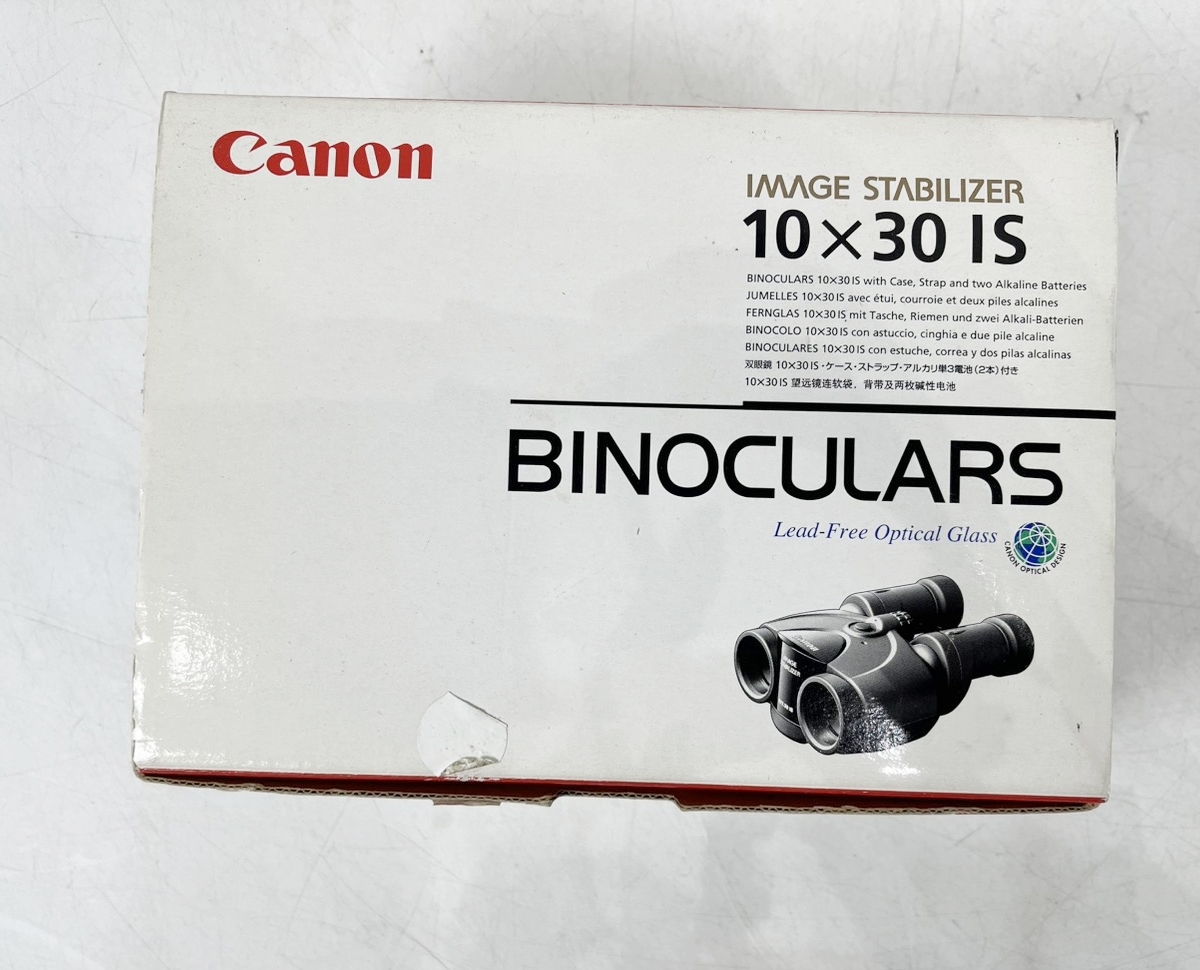 Canon
IMAGE STABILIZER
10×30 IS
BINOCULARS 10×30 IS with Case, Strap and two Alkaline Batteries
JUMELLES 10×30 IS avec étui, courroie et deux piles alcalines
FERNGLAS 10×30 IS mit Tasche, Riemen und zwei Alkali-Batterien
BINOCOLO 10×30 IS con astuccio, cinghia e due pile alcaline
BINOCULARES 10×30 IS con estuche, correa y dos pilas alcalinas
双眼鏡 10×30 IS・ケース・ストラップ・アルカリ単3電池(2本)付き
10×30 IS 望远镜连软袋，背带及两枚碱性电池
BINOCULARS
Lead-Free Optical Glass
CANON OPTICAL DESIGN
Canon
IMAGE
STABILIZER